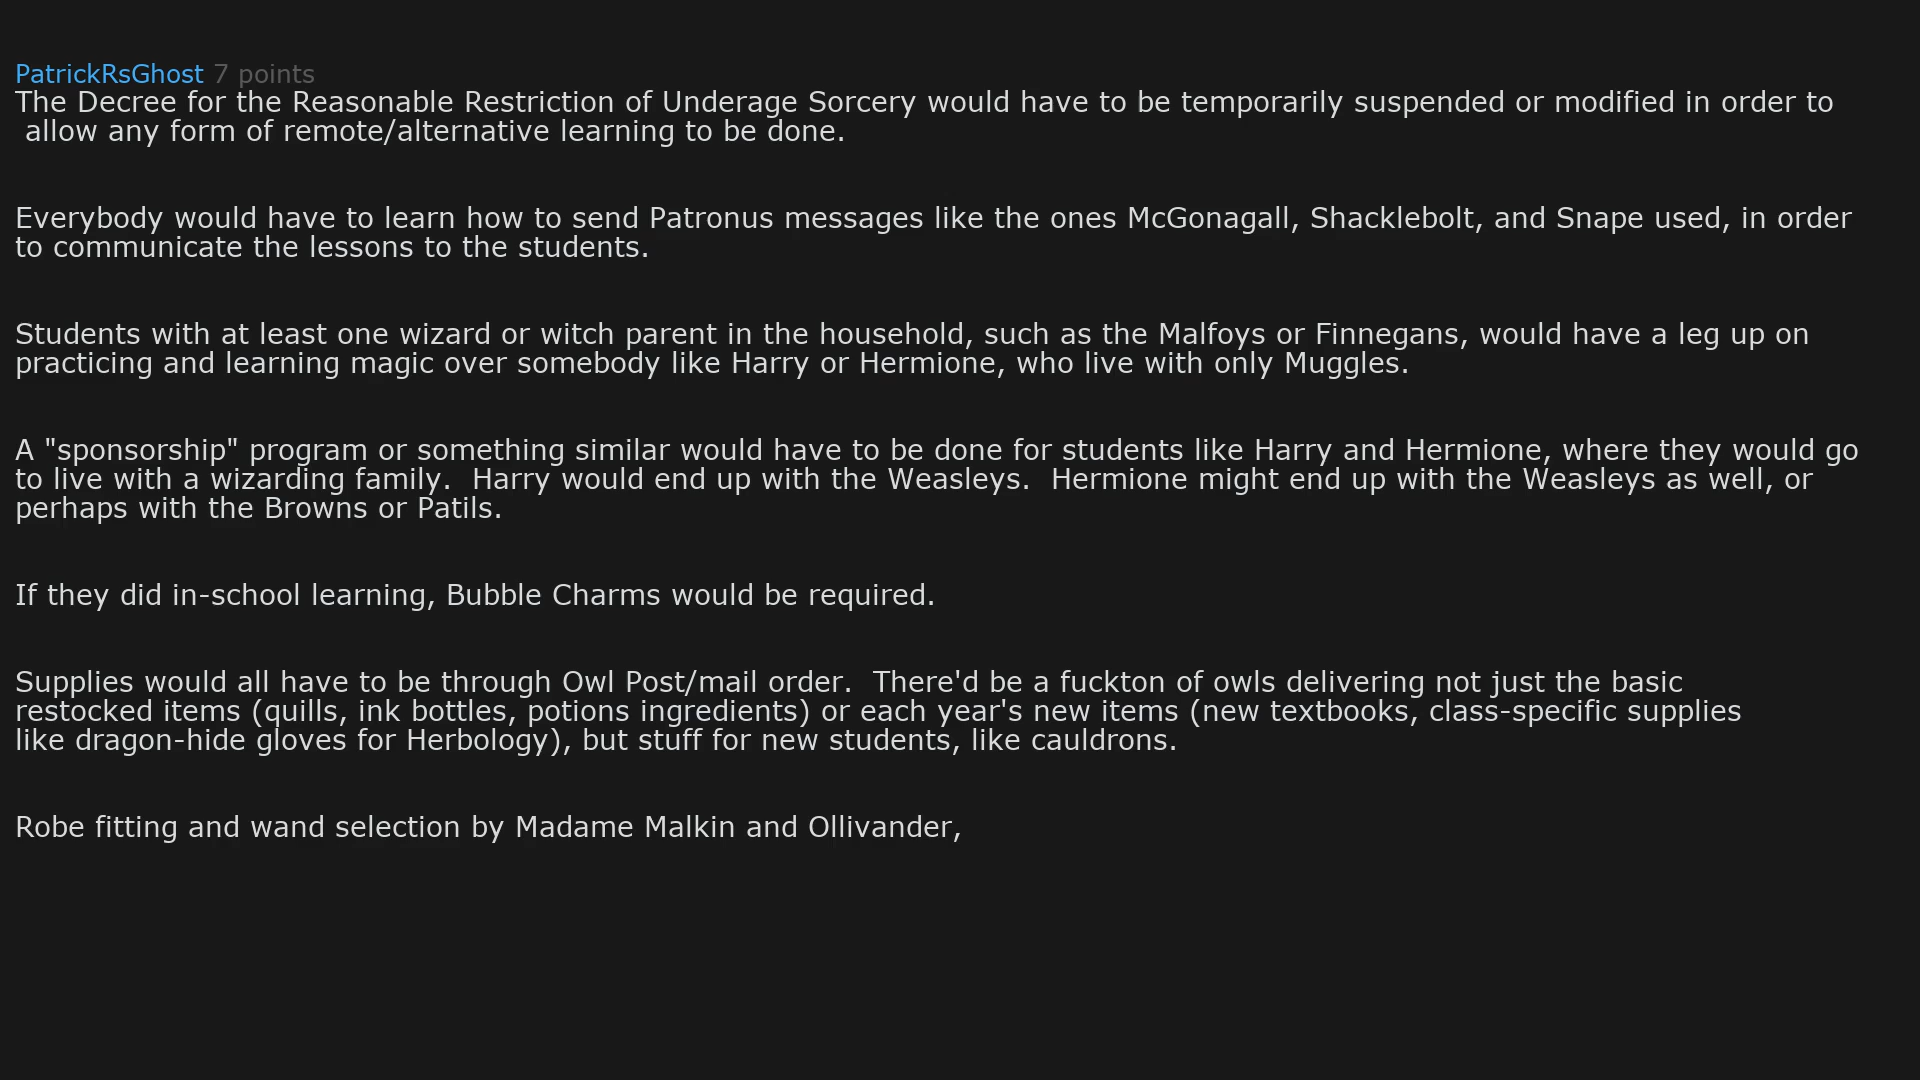 PatrickRsGhost 7 points
The Decree for the Reasonable Restriction of Underage Sorcery would have to be temporarily suspended or modified in order to
allow any form of remote/alternative learning to be done.
Everybody would have to learn how to send Patronus messages like the ones McGonagall, Shacklebolt, and Snape used, in order
to communicate the lessons to the students.
Students with at least one wizard or witch parent in the household, such as the Malfoys or Finnegans, would have a leg up on
practicing and learning magic over somebody like Harry or Hermione, who live with only Muggles.
A "sponsorship" program or something similar would have to be done for students like Harry and Hermione, where they would go
to live with a wizarding family.  Harry would end up with the Weasleys.  Hermione might end up with the Weasleys as well, or
perhaps with the Browns or Patils.
If they did in-school learning, Bubble Charms would be required.
Supplies would all have to be through Owl Post/mail order.  There'd be a fuckton of owls delivering not just the basic
restocked items (quills, ink bottles, potions ingredients) or each year's new items (new textbooks, class-specific supplies
like dragon-hide gloves for Herbology), but stuff for new students, like cauldrons.
Robe fitting and wand selection by Madame Malkin and Ollivander,